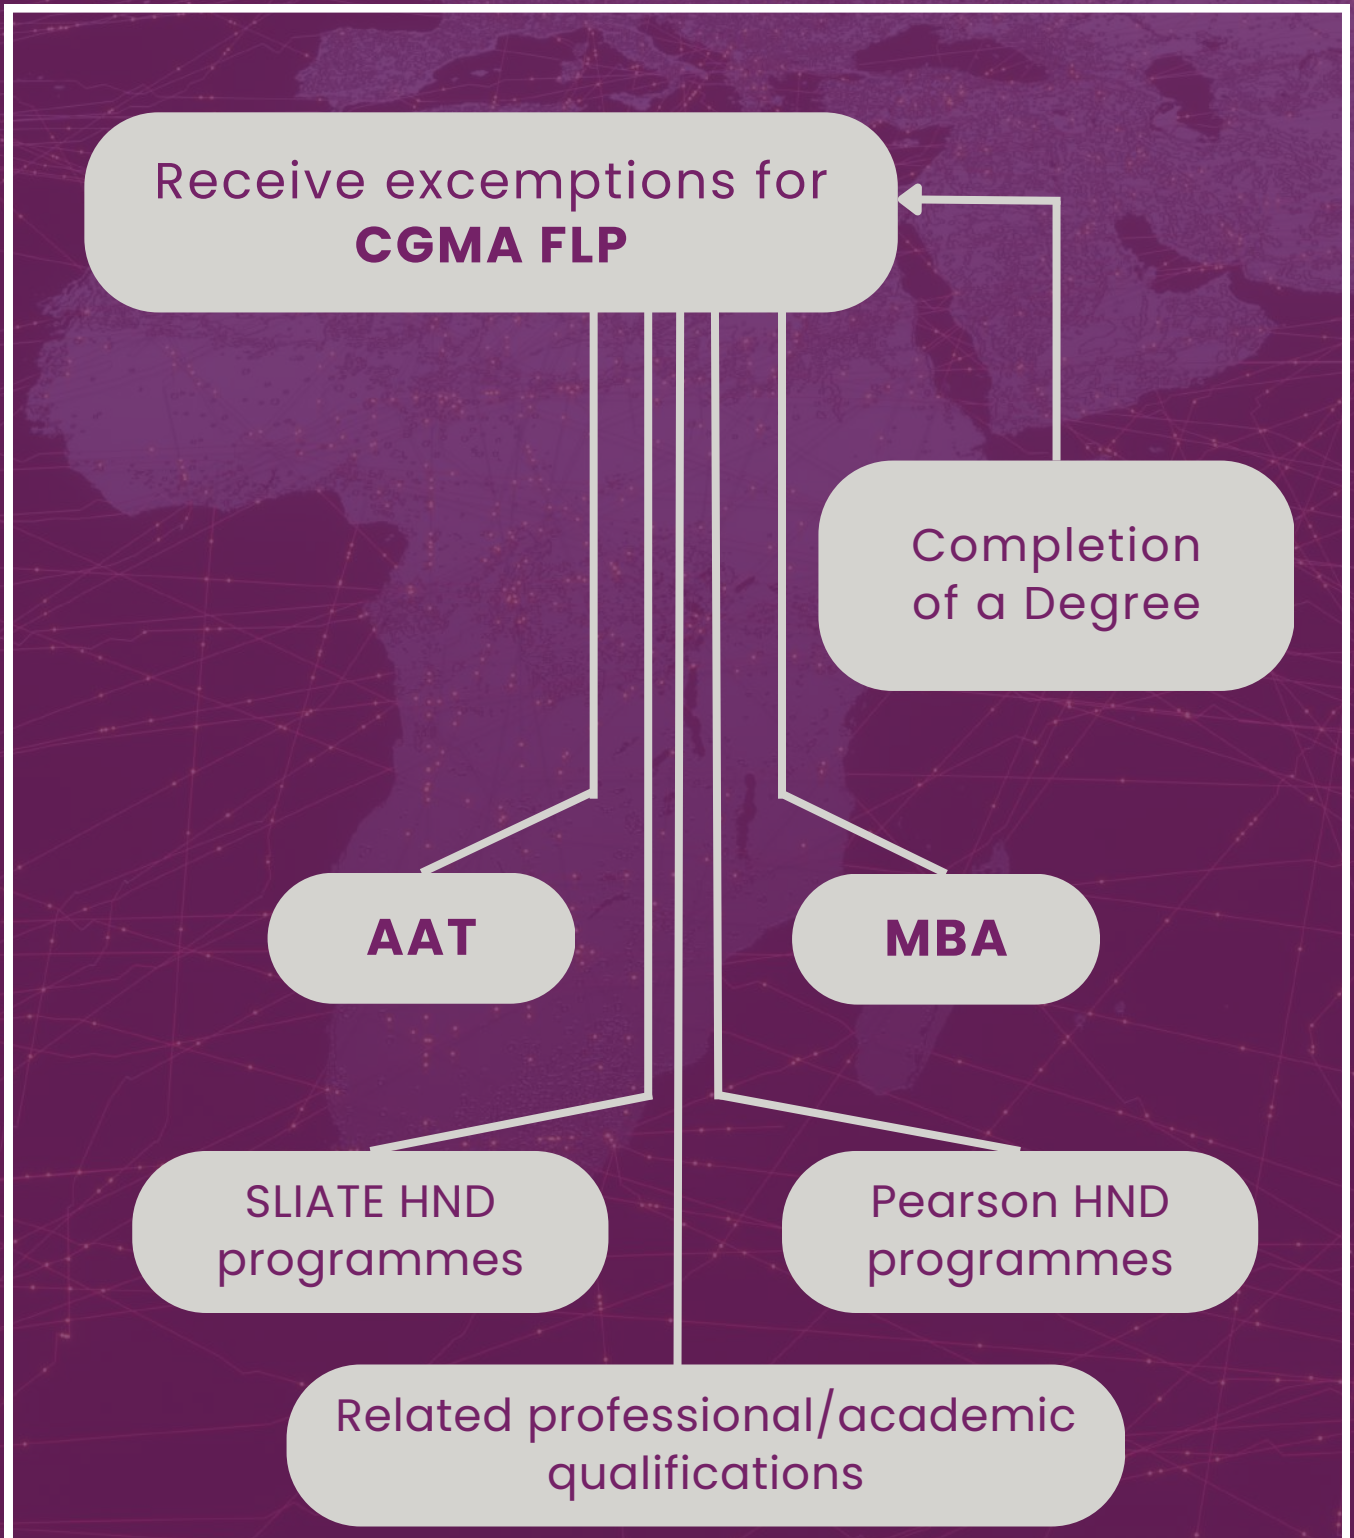 Receive excemptions for
CGMA FLP
Completion
of a Degree
AAT
MBA
SLIATE HND
programmes
Pearson HND
programmes
Related professional/academic
qualifications